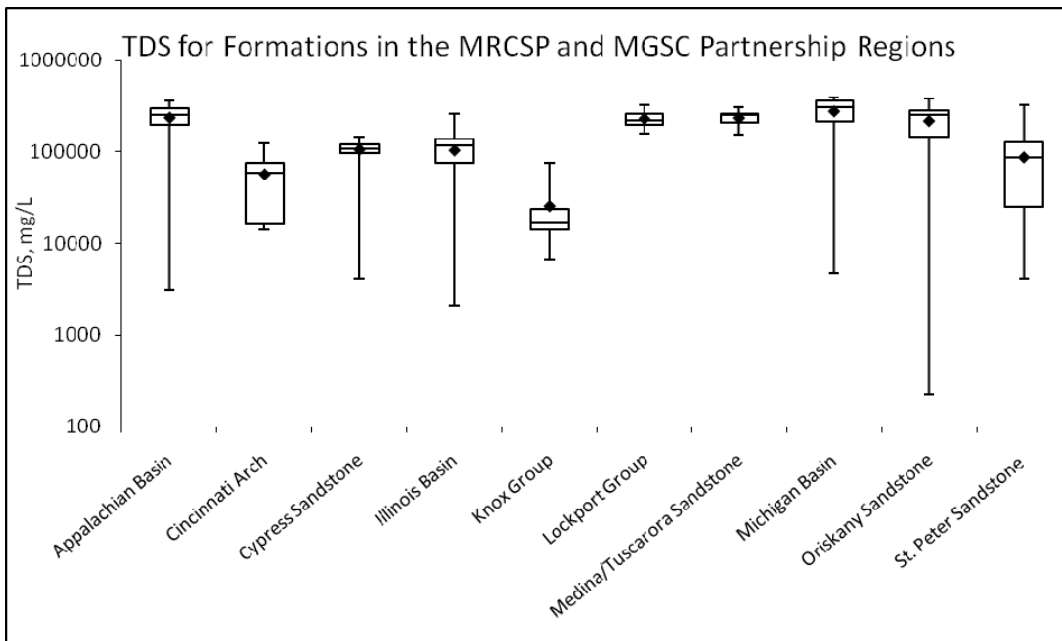 TDS for Formations in the MRCSP and MGSC Partnership Regions
1000000
100000
10000
1000
100
TDS, mg/L
Appalachian Basin
Cincinnati Arch
Cypress Sandstone
Illinois Basin
Knox Group
Lockport Group
Medina/Tuscarora Sandstone
Michigan Basin
Oriskany Sandstone
St. Peter Sandstone